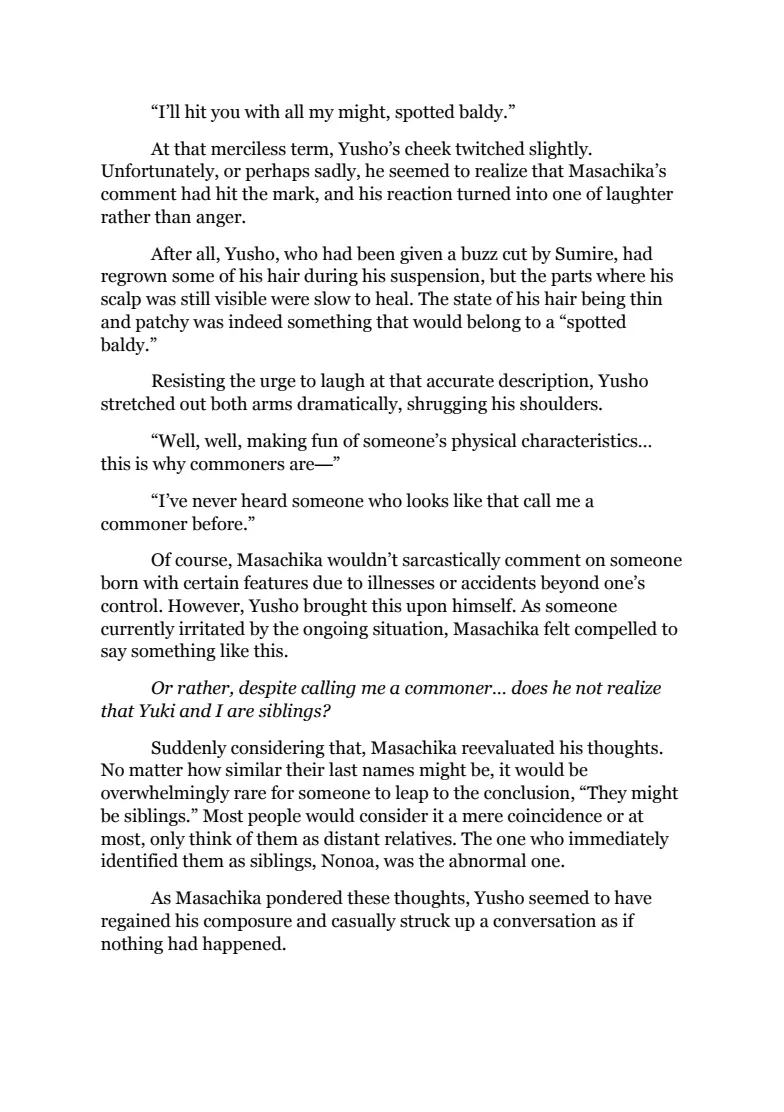 “I’ll hit you with all my might, spotted baldy.”
At that merciless term, Yusho’s cheek twitched slightly.
Unfortunately, or perhaps sadly, he seemed to realize that Masachika’s
comment had hit the mark, and his reaction turned into one of laughter
rather than anger.
After all, Yusho, who had been given a buzz cut by Sumire, had
regrown some of his hair during his suspension, but the parts where his
scalp was still visible were slow to heal. The state of his hair being thin
and patchy was indeed something that would belong to a “spotted
baldy.”
Resisting the urge to laugh at that accurate description, Yusho
stretched out both arms dramatically, shrugging his shoulders.
“Well, well, making fun of someone’s physical characteristics…
this is why commoners are—”
“I’ve never heard someone who looks like that call me a
commoner before.”
Of course, Masachika wouldn’t sarcastically comment on someone
born with certain features due to illnesses or accidents beyond one’s
control. However, Yusho brought this upon himself. As someone
currently irritated by the ongoing situation, Masachika felt compelled to
say something like this.
Or rather, despite calling me a commoner… does he not realize
that Yuki and I are siblings?
Suddenly considering that, Masachika reevaluated his thoughts.
No matter how similar their last names might be, it would be
overwhelmingly rare for someone to leap to the conclusion, “They might
be siblings.” Most people would consider it a mere coincidence or at
most, only think of them as distant relatives. The one who immediately
identified them as siblings, Nonoa, was the abnormal one.
As Masachika pondered these thoughts, Yusho seemed to have
regained his composure and casually struck up a conversation as if
nothing had happened.